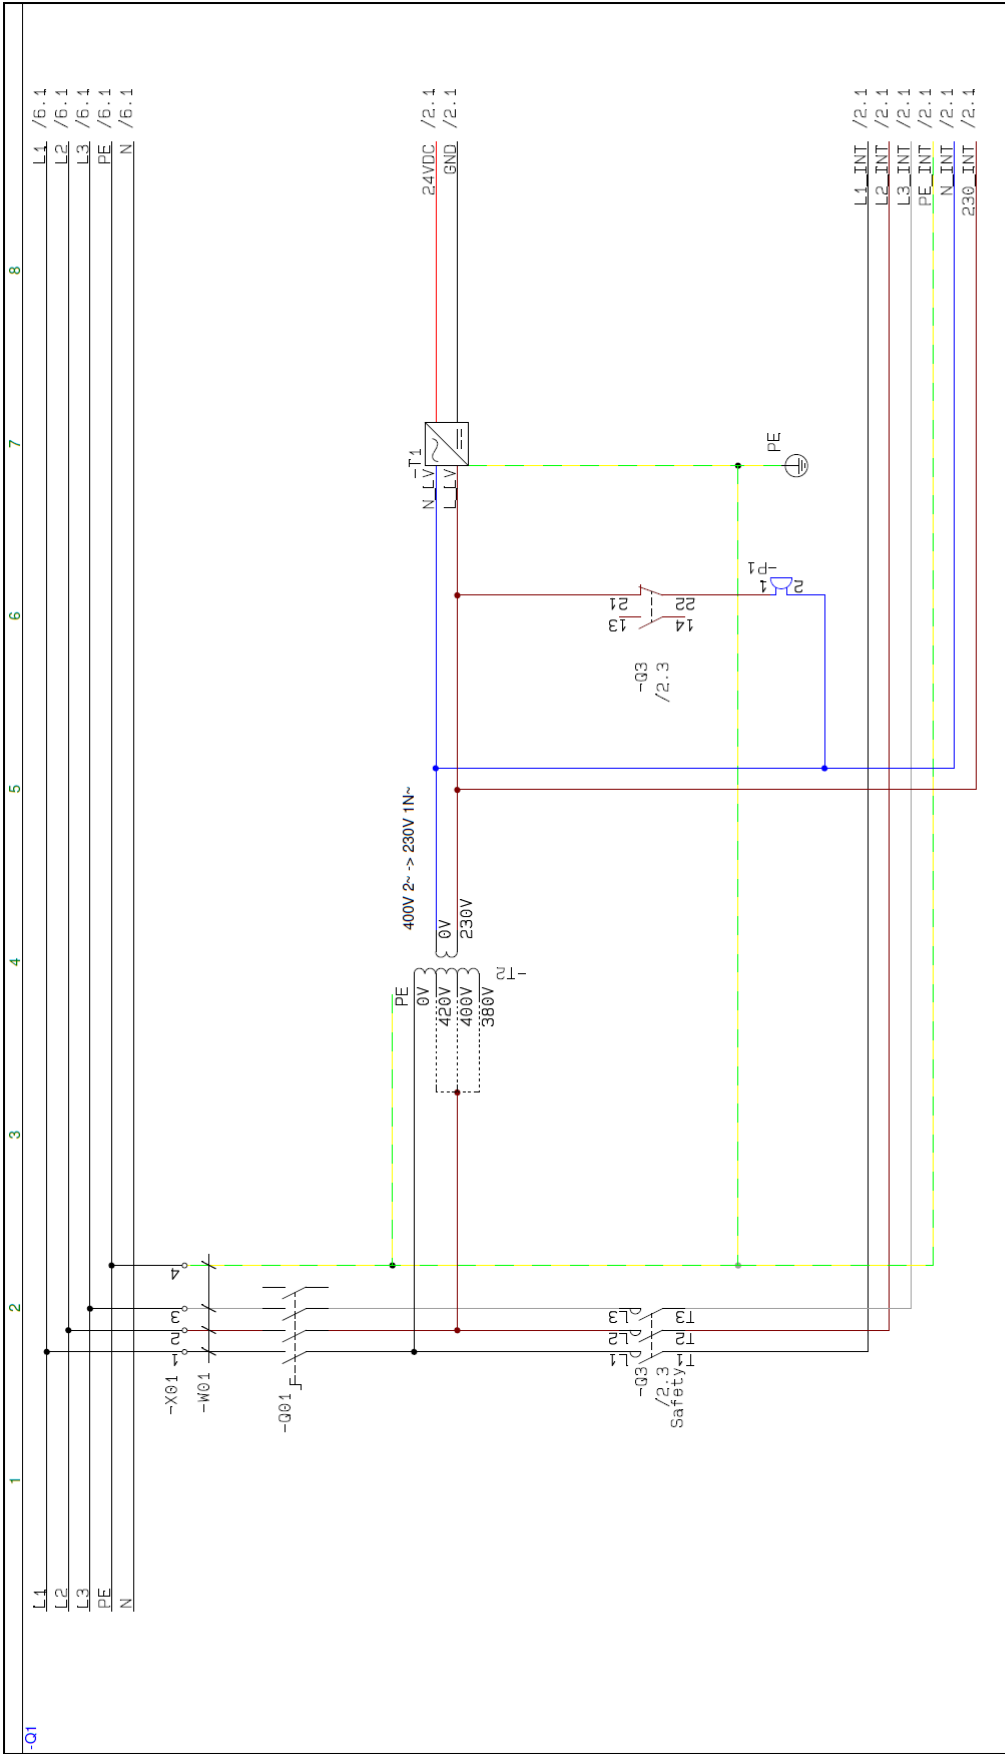 -Q1
1
2
3
4
5
6
7
8
L1
L1 /6.1
L2
L2 /6.1
L3
L3 /6.1
PE
PE /6.1
N
N /6.1
-X01
1
2
3
4
-W01
-Q01
400V 2~ -> 230V 1N~
PE
0V
420V
400V
380V
0V
230V
-T2
N_LV
L_LV
-T1
24VDC /2.1
GND /2.1
-Q3
/2.3
Safety
L1
L2
L3
T1
T2
T3
-Q3
/2.3
13
21
14
22
-P1
1
2
PE
L1_INT /2.1
L2_INT /2.1
L3_INT /2.1
PE_INT /2.1
N_INT /2.1
230_INT /2.1